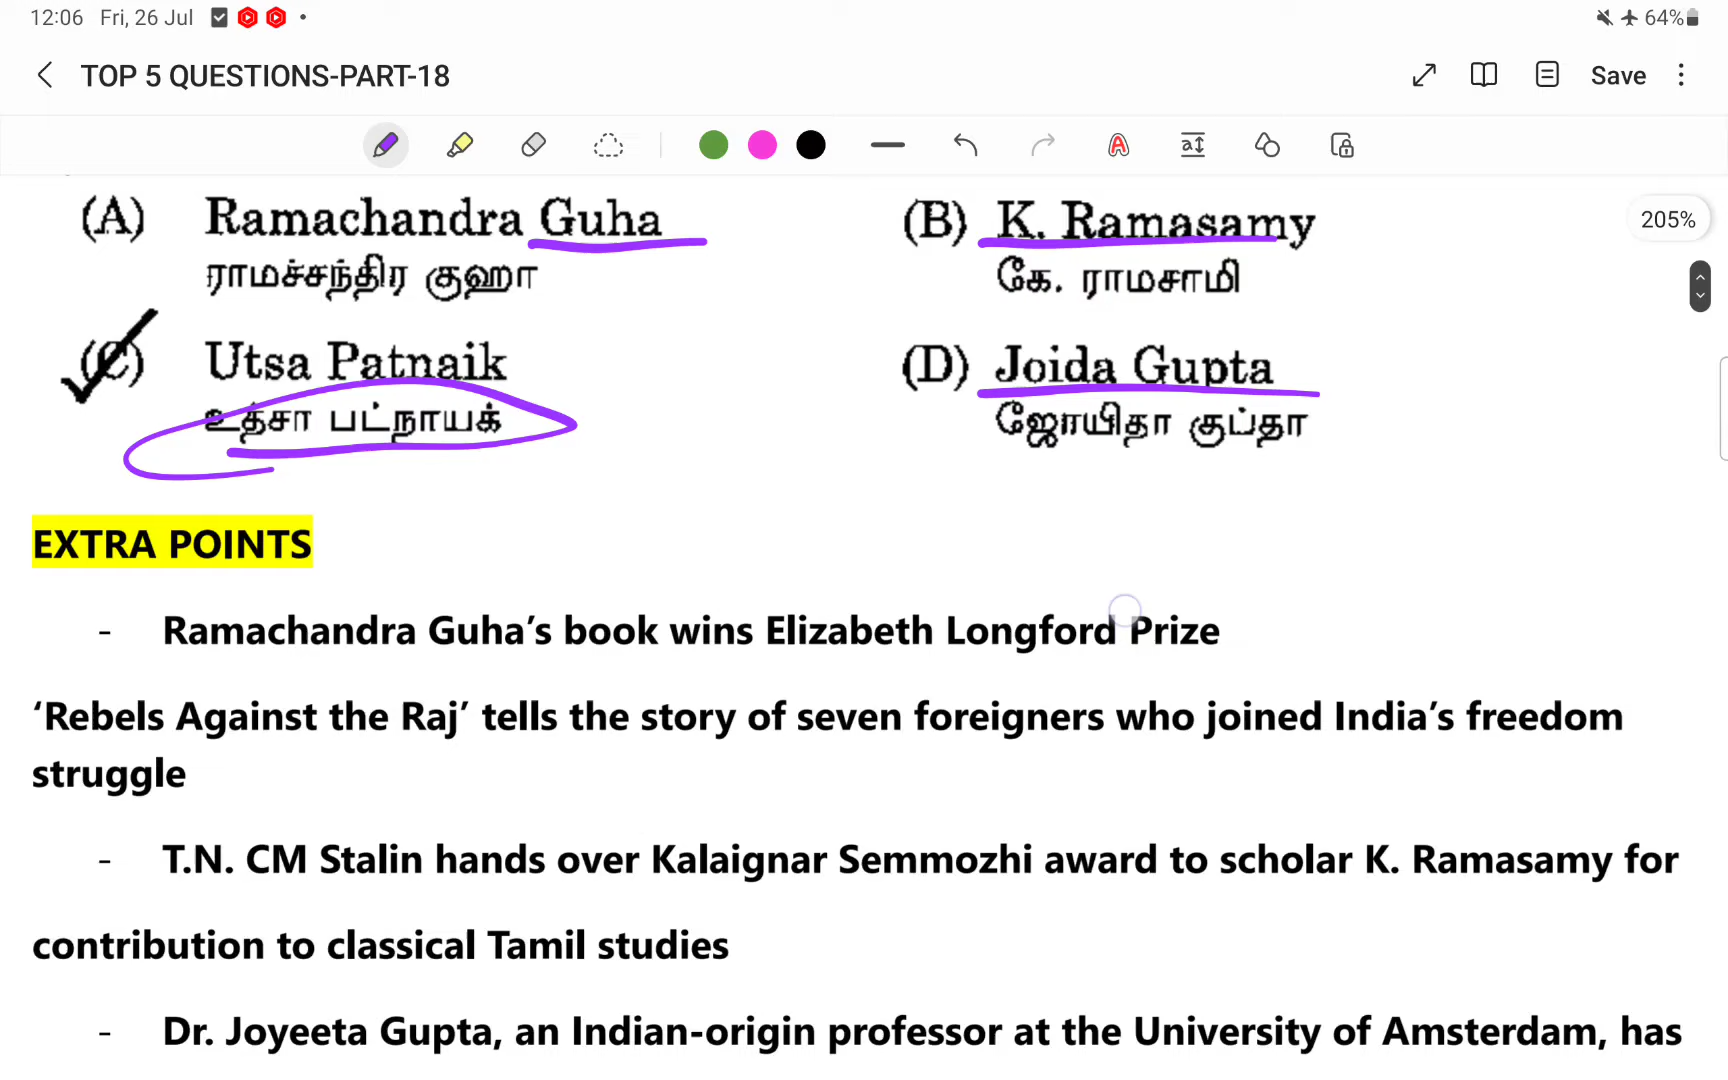 12:06 Fri, 26 Jul 64%
TOP 5 QUESTIONS-PART-18 Save
205%
(A) Ramachandra Guha (B) K. Ramasamy
ராமச்சந்திர குஹா கே. ராமசாமி
(C) Utsa Patnaik (D) Joida Gupta
உத்சா பட்நாயக் ஜோயிதா குப்தா
EXTRA POINTS
- Ramachandra Guha’s book wins Elizabeth Longford Prize
‘Rebels Against the Raj’ tells the story of seven foreigners who joined India’s freedom
struggle
- T.N. CM Stalin hands over Kalaignar Semmozhi award to scholar K. Ramasamy for
contribution to classical Tamil studies
- Dr. Joyeeta Gupta, an Indian-origin professor at the University of Amsterdam, has